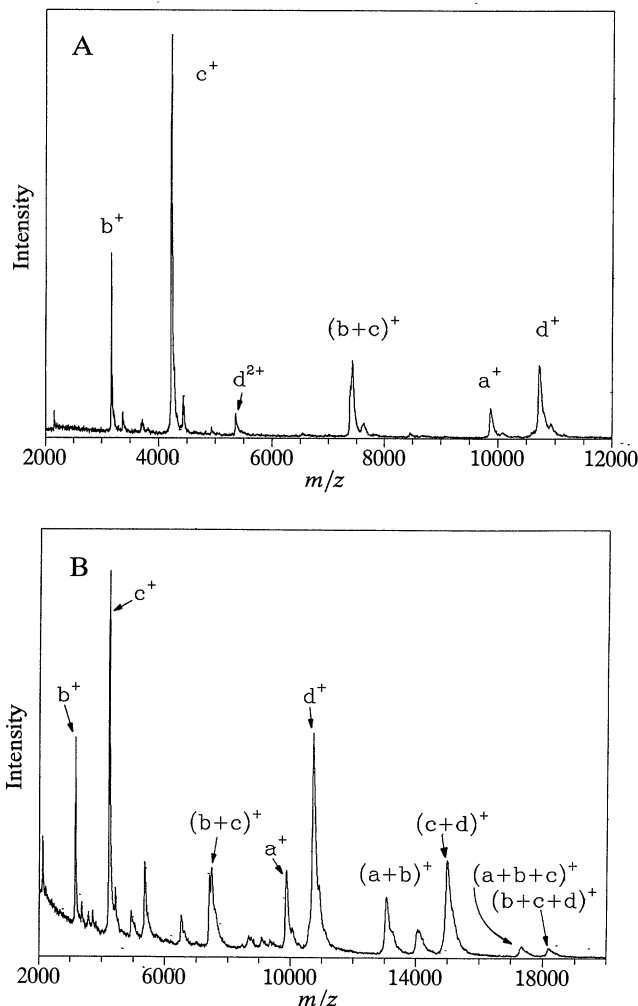 A
c⁺
b⁺
(b+c)⁺
d⁺
d²⁺
a⁺
Intensity
2000 4000 6000 8000 10000 12000
m/z
B
c⁺
b⁺
d⁺
(b+c)⁺
(c+d)⁺
a⁺
(a+b)⁺
(a+b+c)⁺
(b+c+d)⁺
Intensity
2000 6000 10000 14000 18000
m/z